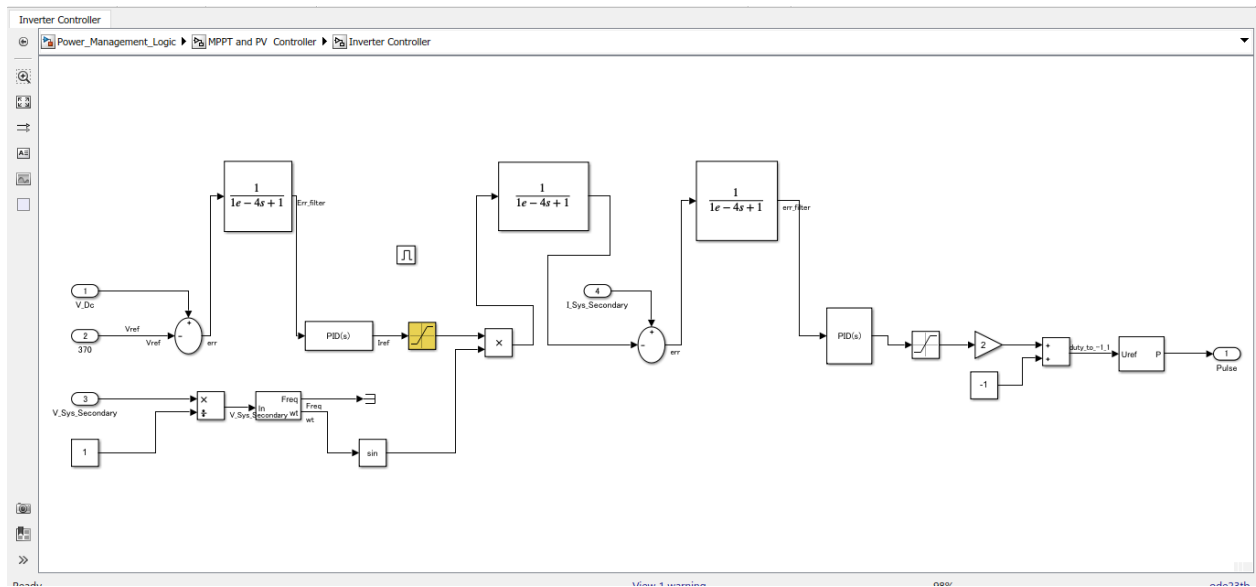 Inverter Controller
Power_Management_Logic MPPT and PV Controller Inverter Controller
1
1e − 4s + 1
Err_filter
1
1e − 4s + 1
1
1e − 4s + 1
err_filter
1
V_Dc
+
−
err
Vref
Vref
2
370
PID(s)
Iref
×
4
I_Sys_Secondary
+
−
err
PID(s)
2
+
+
duty_to_-1_1
-1
Uref P
1
Pulse
3
V_Sys_Secondary
×
÷
V_Sys_Secondary
In
Freq
wt
Freq
wt
1
sin
View 1 warning
98%
Ready
ode23tb